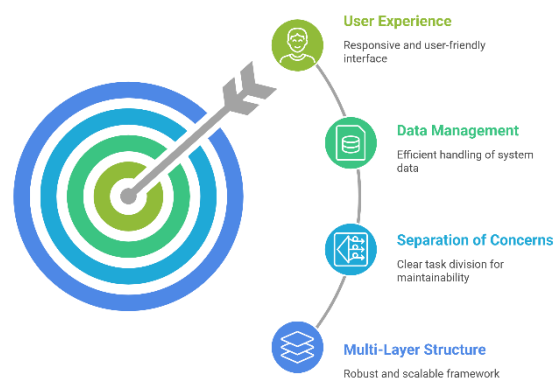 User Experience
Responsive and user-friendly
interface
Data Management
Efficient handling of system
data
Separation of Concerns
Clear task division for
maintainability
Multi-Layer Structure
Robust and scalable framework